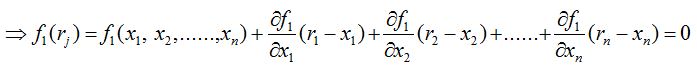 ⇒ f₁(rⱼ) = f₁(x₁, x₂,……,xₙ) + ∂f₁/∂x₁ (r₁ − x₁) + ∂f₁/∂x₂ (r₂ − x₂) + …… + ∂f₁/∂xₙ (rₙ − xₙ) = 0